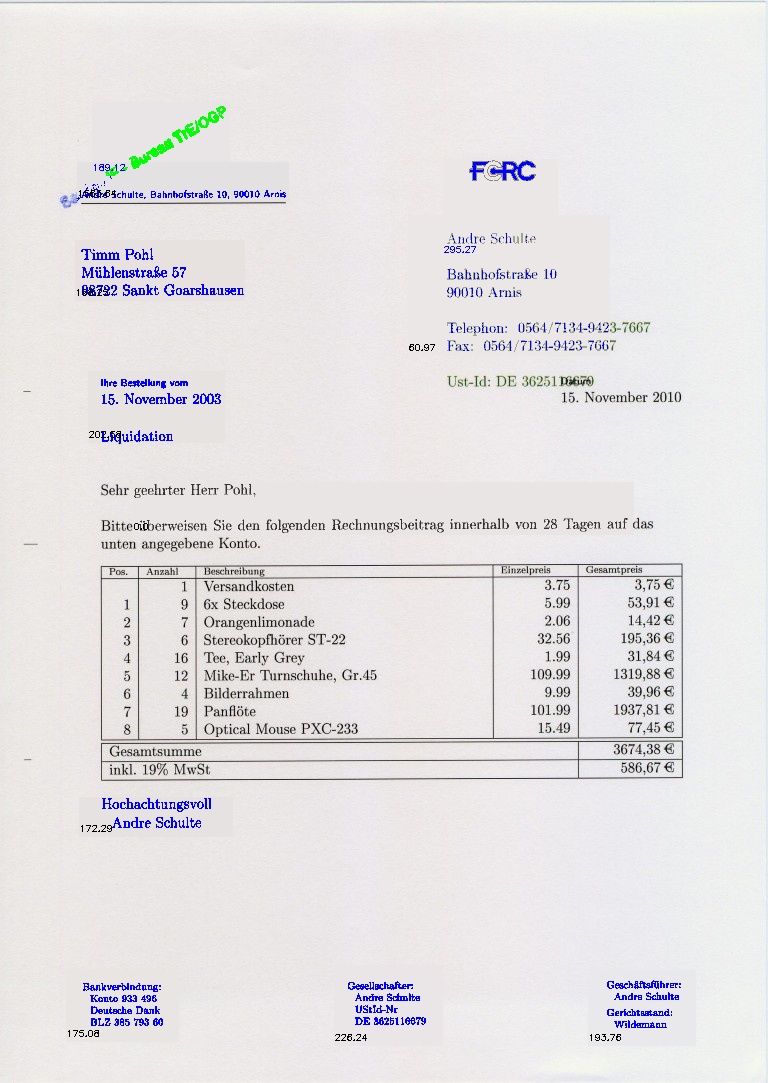 Bureau TrE/OGP
189.12
FCRC
Schulte, Bahnhofstraße 10, 90010 Arnis
Andre Schulte
295.27
Timm Pohl
Mühlenstraße 57
Sankt Goarshausen
Bahnhofstraße 10
90010 Arnis
Telephon: 0564/7134-9423-7667
60.97
Fax: 0564/7134-9423-7667
Ihre Bestellung vom
15. November 2003
Ust-Id: DE
15. November 2010
Liquidation
Sehr geehrter Herr Pohl,
Bitte überweisen Sie den folgenden Rechnungsbeitrag innerhalb von 28 Tagen auf das
unten angegebene Konto.
Pos. Anzahl Beschreibung Einzelpreis Gesamtpreis
1 Versandkosten 3.75 3,75 €
1 9 6x Steckdose 5.99 53,91 €
2 7 Orangenlimonade 2.06 14,42 €
3 6 Stereokopfhörer ST-22 32.56 195,36 €
4 16 Tee, Early Grey 1.99 31,84 €
5 12 Mike-Er Turnschuhe, Gr.45 109.99 1319,88 €
6 4 Bilderrahmen 9.99 39,96 €
7 19 Panflöte 101.99 1937,81 €
8 5 Optical Mouse PXC-233 15.49 77,45 €
Gesamtsumme 3674,38 €
inkl. 19% MwSt 586,67 €
Hochachtungsvoll
Andre Schulte
172.29
Bankverbindung:
Konto 933 496
Deutsche Dank
BLZ 385 793 60
175.08
Gesellschafter:
Andre Schulte
UStId-Nr
DE 3625116679
226.24
Geschäftsführer:
Andre Schulte
Gerichtsstand:
Wildemann
193.76